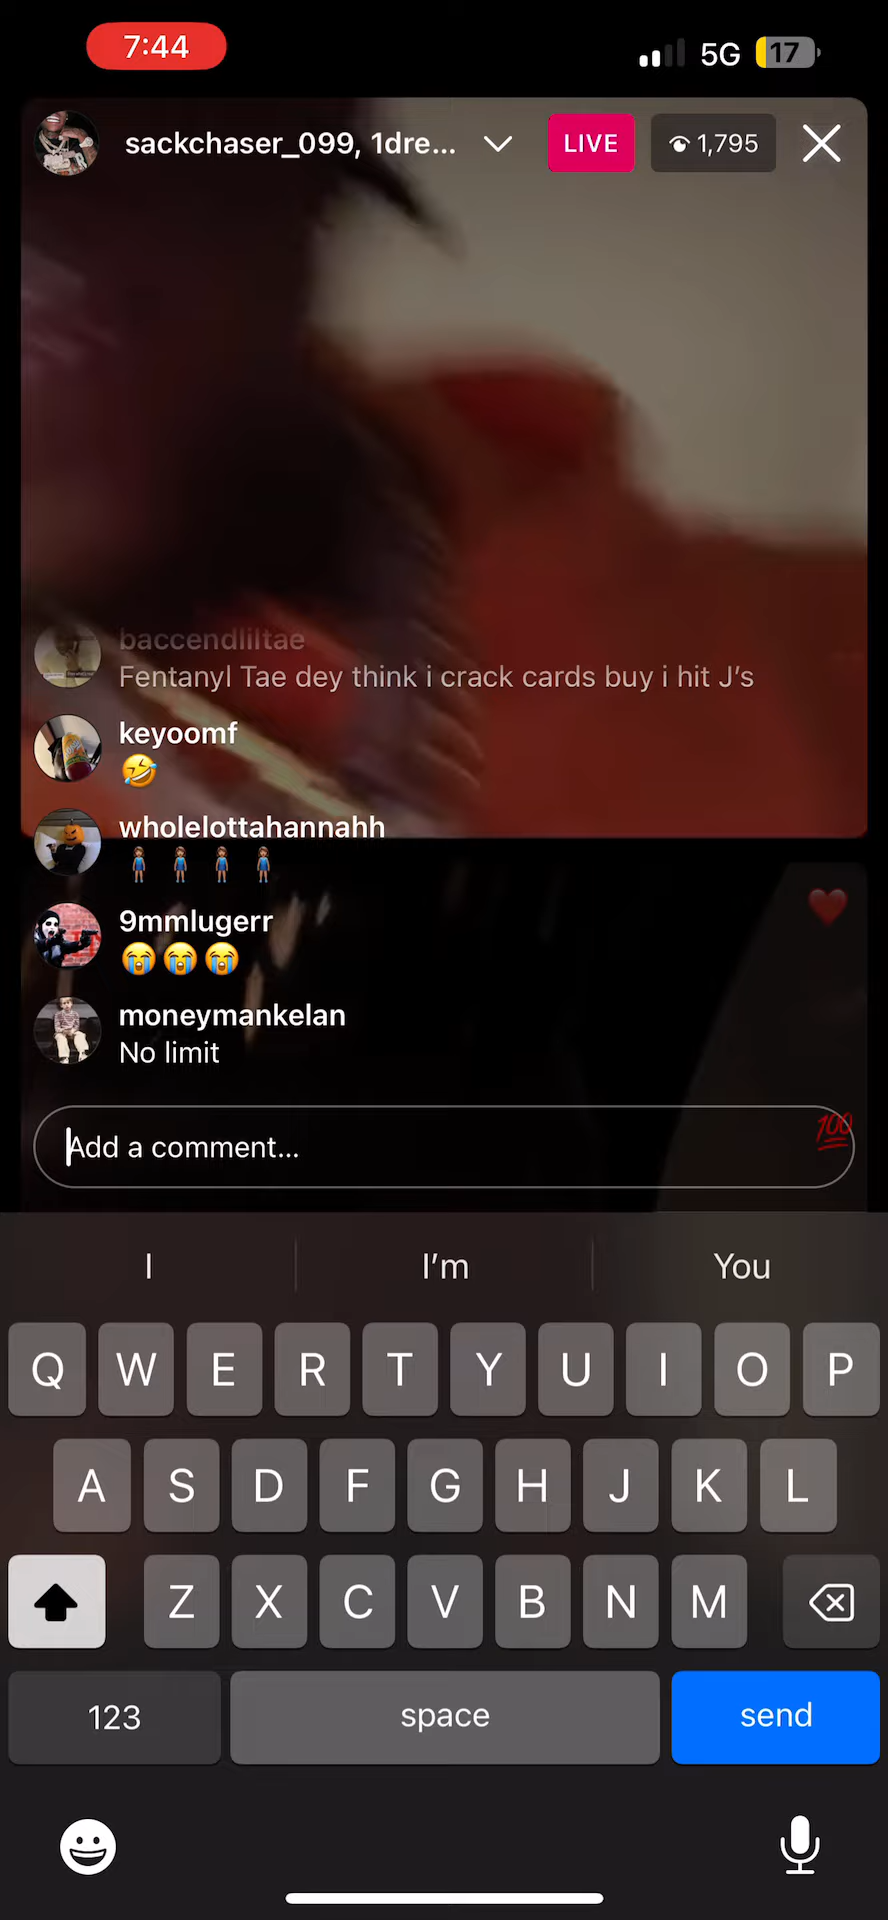 7:44
5G 17
sackchaser_099, 1dre... LIVE 1,795
baccendliltae
Fentanyl Tae dey think i crack cards buy i hit J's
keyoomf
🤣
wholelottahannahh
🧍🏽‍♀️🧍🏽‍♀️🧍🏽‍♀️🧍🏽‍♀️
9mmlugerr
😭😭😭
moneymankelan
No limit
Add a comment...
💯
I I'm You
Q W E R T Y U I O P
A S D F G H J K L
Z X C V B N M
123 space send